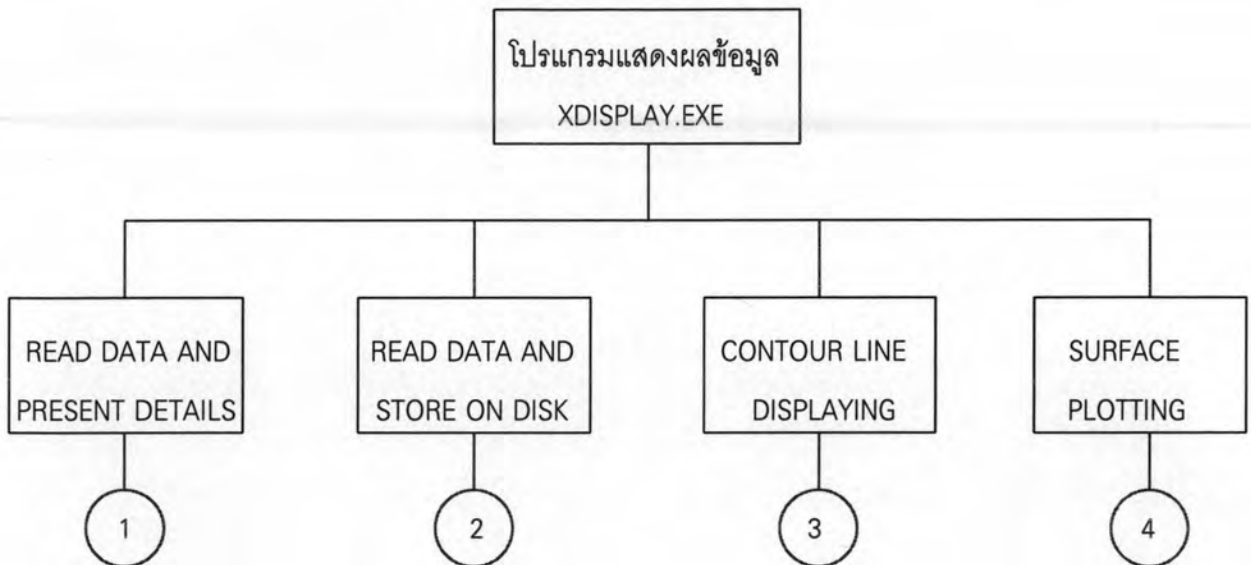 โปรแกรมแสดงผลข้อมูล
XDISPLAY.EXE
READ DATA AND
PRESENT DETAILS
READ DATA AND
STORE ON DISK
CONTOUR LINE
DISPLAYING
SURFACE
PLOTTING
1
2
3
4